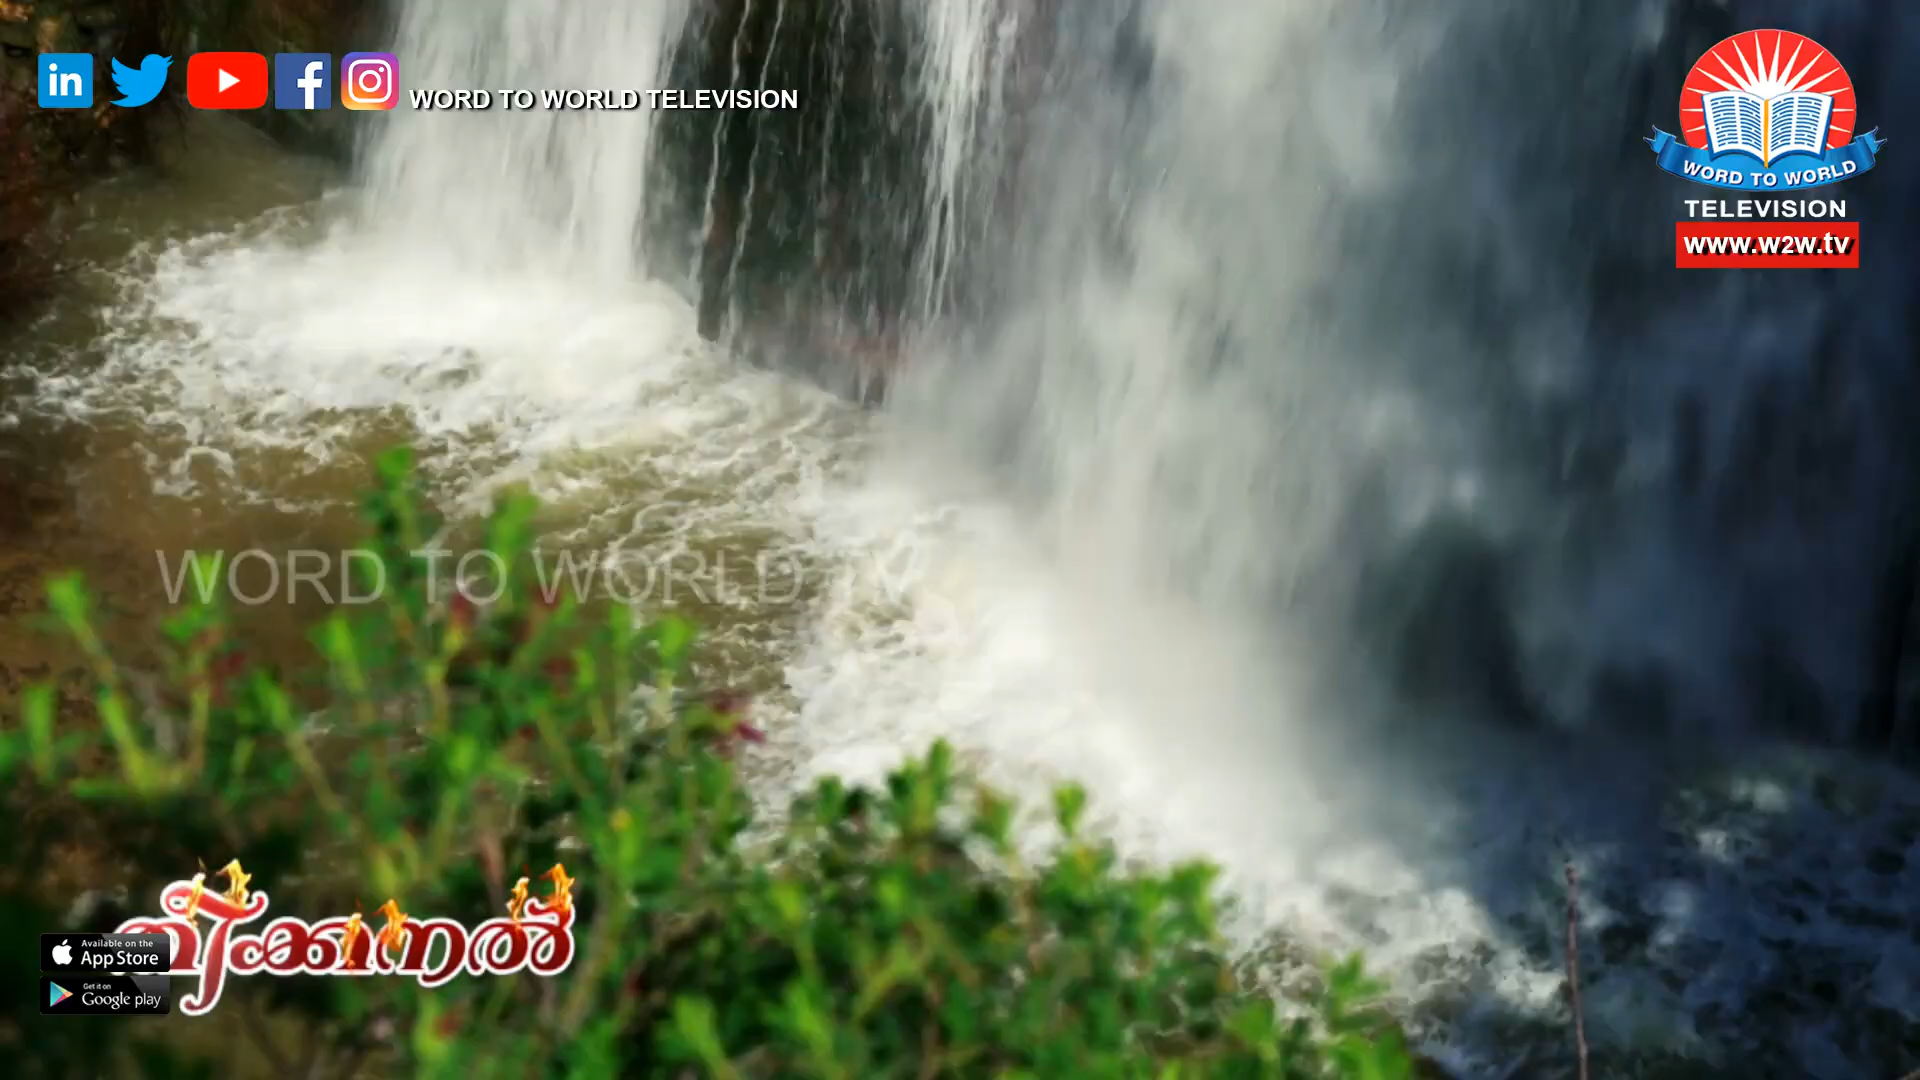 in
f
WORD TO WORLD TELEVISION
WORD TO WORLD
TELEVISION
www.w2w.tv
WORD TO WORLD TV
തീക്കനൽ
Available on the
App Store
Get it on
Google play